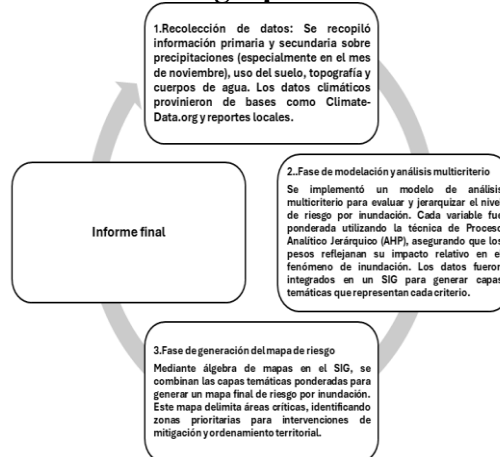 1.Recolección de datos: Se recopiló
información primaria y secundaria sobre
precipitaciones (especialmente en el mes
de noviembre), uso del suelo, topografía y
cuerpos de agua. Los datos climáticos
provinieron de bases como Climate-
Data.org y reportes locales.
2..Fase de modelación y análisis multicriterio
Se implementó un modelo de análisis
multicriterio para evaluar y jerarquizar el nivel
de riesgo por inundación. Cada variable fue
ponderada utilizando la técnica de Proceso
Analítico Jerárquico (AHP), asegurando que los
pesos reflejanan su impacto relativo en el
fenómeno de inundación. Los datos fueron
integrados en un SIG para generar capas
temáticas que representan cada criterio.
3.Fase de generación del mapa de riesgo
Mediante álgebra de mapas en el SIG, se
combinan las capas temáticas ponderadas para
generar un mapa final de riesgo por inundación.
Este mapa delimita áreas críticas, identificando
zonas prioritarias para intervenciones de
mitigación y ordenamiento territorial.
Informe final